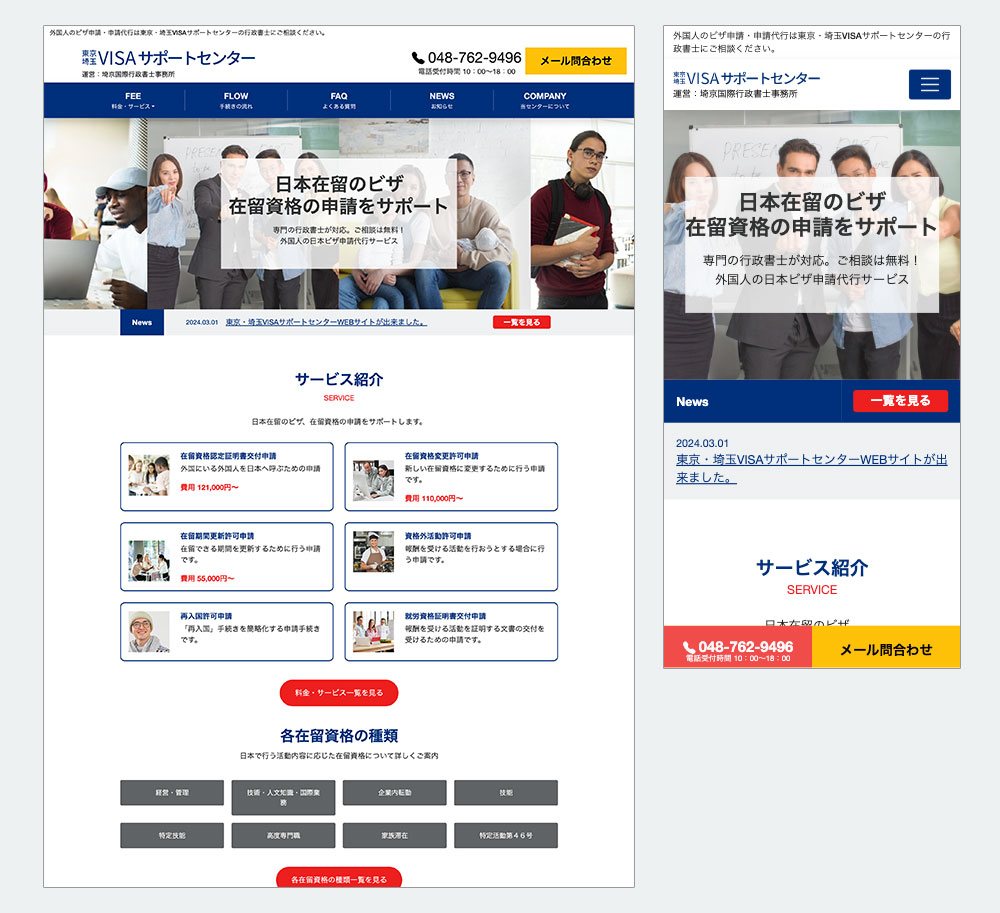 外国人のビザ申請・申請代行は東京・埼玉VISAサポートセンターの行政書士にご相談ください。
東京
埼玉 VISAサポートセンター
運営：埼京国際行政書士事務所
048-762-9496
電話受付時間 10：00～18：00
メール問合わせ
FEE
料金・サービス
FLOW
手続きの流れ
FAQ
よくある質問
NEWS
お知らせ
COMPANY
当センターについて
日本在留のビザ
在留資格の申請をサポート
専門の行政書士が対応。ご相談は無料！
外国人の日本ビザ申請代行サービス
News
2024.03.01 東京・埼玉VISAサポートセンターWEBサイトが出来ました。
一覧を見る
サービス紹介
SERVICE
日本在留のビザ、在留資格の申請をサポートします。
在留資格認定証明書交付申請
外国にいる外国人を日本へ呼ぶための申請
費用 121,000円～
在留資格変更許可申請
新しい在留資格に変更するために行う申請
です。
費用 110,000円～
在留期間更新許可申請
在留できる期間を更新するために行う申請
です。
費用 55,000円～
資格外活動許可申請
報酬を受ける活動を行おうとする場合に行
う申請です。
再入国許可申請
「再入国」手続きを簡略化する申請手続き
です。
就労資格証明書交付申請
報酬を受ける活動を証明する文書の交付を
受けるための申請です。
料金・サービス一覧を見る
各在留資格の種類
日本で行う活動内容に応じた在留資格について詳しくご案内
経営・管理
技術・人文知識・国際業
務
企業内転勤
技能
特定技能
高度専門職
家族滞在
特定活動第４６号
各在留資格の種類一覧を見る
外国人のビザ申請・申請代行は東京・埼玉VISAサポートセンターの行
政書士にご相談ください。
東京
埼玉 VISAサポートセンター
運営：埼京国際行政書士事務所
日本在留のビザ
在留資格の申請をサポート
専門の行政書士が対応。ご相談は無料！
外国人の日本ビザ申請代行サービス
News
一覧を見る
2024.03.01
東京・埼玉VISAサポートセンターWEBサイトが出
来ました。
サービス紹介
SERVICE
日本在留のビザ
048-762-9496
電話受付時間 10：00～18：00
メール問合わせ